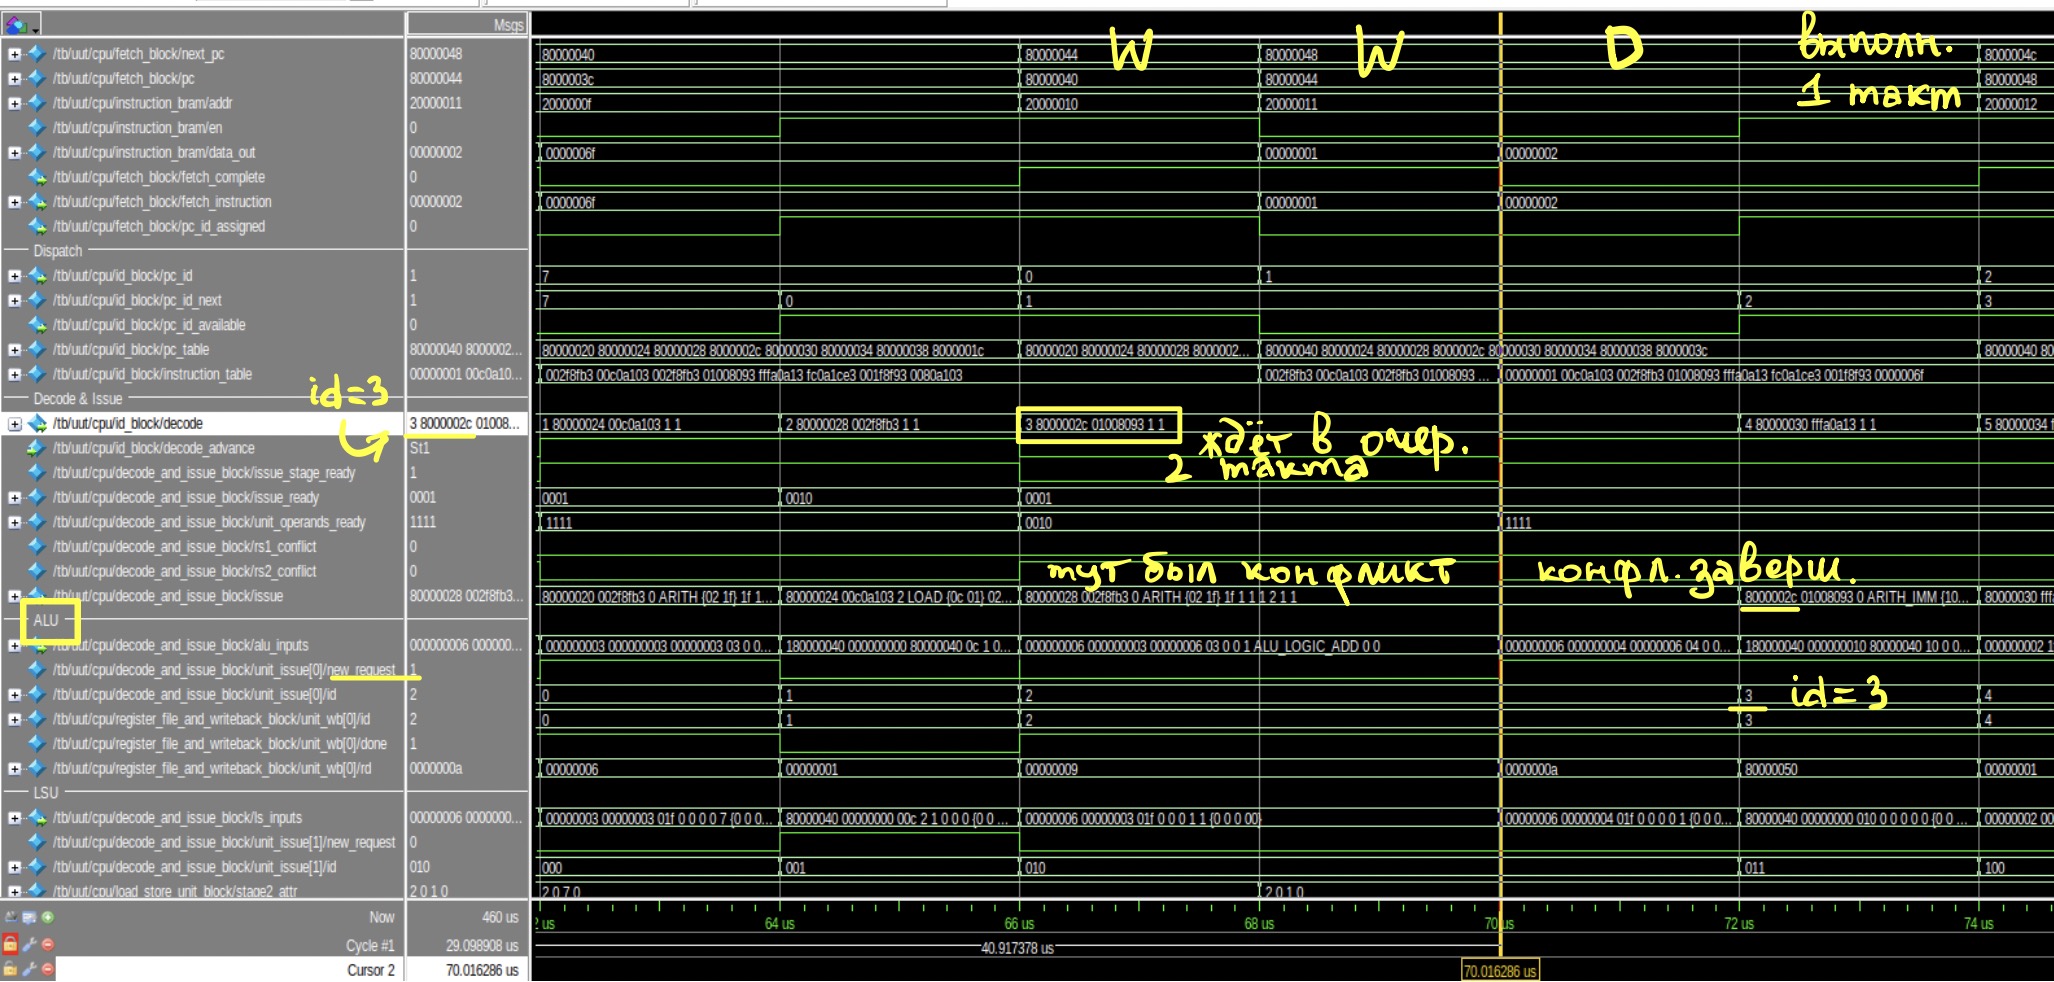 Msgs
/tb/uut/cpu/fetch_block/next_pc 80000048 80000040 80000044 80000048 8000004c
/tb/uut/cpu/fetch_block/pc 80000044 8000003c 80000040 80000044 80000048
/tb/uut/cpu/instruction_bram/addr 20000011 2000000f 20000010 20000011 20000012
/tb/uut/cpu/instruction_bram/en 0
/tb/uut/cpu/instruction_bram/data_out 00000002 0000006f 00000001 00000002
/tb/uut/cpu/fetch_block/fetch_complete 0
/tb/uut/cpu/fetch_block/fetch_instruction 00000002 0000006f 00000001 00000002
/tb/uut/cpu/fetch_block/pc_id_assigned 0
W W D выполн.
1 такт
Dispatch
/tb/uut/cpu/id_block/pc_id 1 7 0 1 2
/tb/uut/cpu/id_block/pc_id_next 1 7 0 1 2 3
/tb/uut/cpu/id_block/pc_id_available 0
/tb/uut/cpu/id_block/pc_table 80000040 8000002... 80000020 80000024 80000028 8000002c 80000030 80000034 80000038 8000001c 80000020 80000024 80000028 8000002... 80000040 80000024 80000028 8000002c 80000030 80000034 80000038 8000003c 80000040 80
/tb/uut/cpu/id_block/instruction_table 00000001 00c0a10... 002f8fb3 00c0a103 002f8fb3 01008093 fffa0a13 fc0a1ce3 001f8f93 0080a103 002f8fb3 00c0a103 002f8fb3 01008093 ... 00000001 00c0a103 002f8fb3 01008093 fffa0a13 fc0a1ce3 001f8f93 0000006f
id=3
Decode & Issue
/tb/uut/cpu/id_block/decode 3 8000002c 01008... 1 80000024 00c0a103 1 1 2 80000028 002f8fb3 1 1 3 8000002c 01008093 1 1 4 80000030 fffa0a13 1 1 5 80000034 f
ждёт в очер.
2 такта
/tb/uut/cpu/id_block/decode_advance St1
/tb/uut/cpu/decode_and_issue_block/issue_stage_ready 1
/tb/uut/cpu/decode_and_issue_block/issue_ready 0001 0001 0010 0001
/tb/uut/cpu/decode_and_issue_block/unit_operands_ready 1111 1111 0010 1111
/tb/uut/cpu/decode_and_issue_block/rs1_conflict 0
/tb/uut/cpu/decode_and_issue_block/rs2_conflict 0
тут был конфликт конфл. заверш.
/tb/uut/cpu/decode_and_issue_block/issue 80000028 002f8fb3... 80000020 002f8fb3 0 ARITH {02 1f} 1f 1... 80000024 00c0a103 2 LOAD {0c 01} 02... 80000028 002f8fb3 0 ARITH {02 1f} 1f 1 1 1 2 1 1 8000002c 01008093 0 ARITH_IMM {10... 80000030 fff
ALU
/tb/uut/cpu/decode_and_issue_block/alu_inputs 000000006 000000... 000000003 000000003 00000003 03 0 0... 180000040 000000000 80000040 0c 1 0... 000000006 000000003 00000006 03 0 0 1 ALU_LOGIC_ADD 0 0 000000006 000000004 00000006 04 0 0... 180000040 000000010 80000040 10 0 0... 000000002 1
/tb/uut/cpu/decode_and_issue_block/unit_issue[0]/new_request 1
/tb/uut/cpu/decode_and_issue_block/unit_issue[0]/id 2 0 1 2 3 4
id=3
/tb/uut/cpu/register_file_and_writeback_block/unit_wb[0]/id 2 0 1 2 3 4
/tb/uut/cpu/register_file_and_writeback_block/unit_wb[0]/done 1
/tb/uut/cpu/register_file_and_writeback_block/unit_wb[0]/rd 0000000a 00000006 00000001 00000009 0000000a 80000050 00000001
LSU
/tb/uut/cpu/decode_and_issue_block/ls_inputs 00000006 0000000... 00000003 00000003 01f 0 0 0 0 7 {0 0 0... 80000040 00000000 00c 2 1 0 0 0 {0 0 ... 00000006 00000003 01f 0 0 0 1 1 {0 0 0 00} 00000006 00000004 01f 0 0 0 0 1 {0 0 0... 80000040 00000000 010 0 0 0 0 0 {0 0 ... 00000002 00
/tb/uut/cpu/decode_and_issue_block/unit_issue[1]/new_request 0
/tb/uut/cpu/decode_and_issue_block/unit_issue[1]/id 010 000 001 010 011 100
/tb/uut/cpu/load_store_unit_block/stage2_attr 2 0 1 0 2 0 7 0 2 0 1 0
Now 460 us 64 us 66 us 68 us 70 us 72 us 74 us
Cycle #1 29.098908 us 40.917378 us
Cursor 2 70.016286 us 70.016286 us